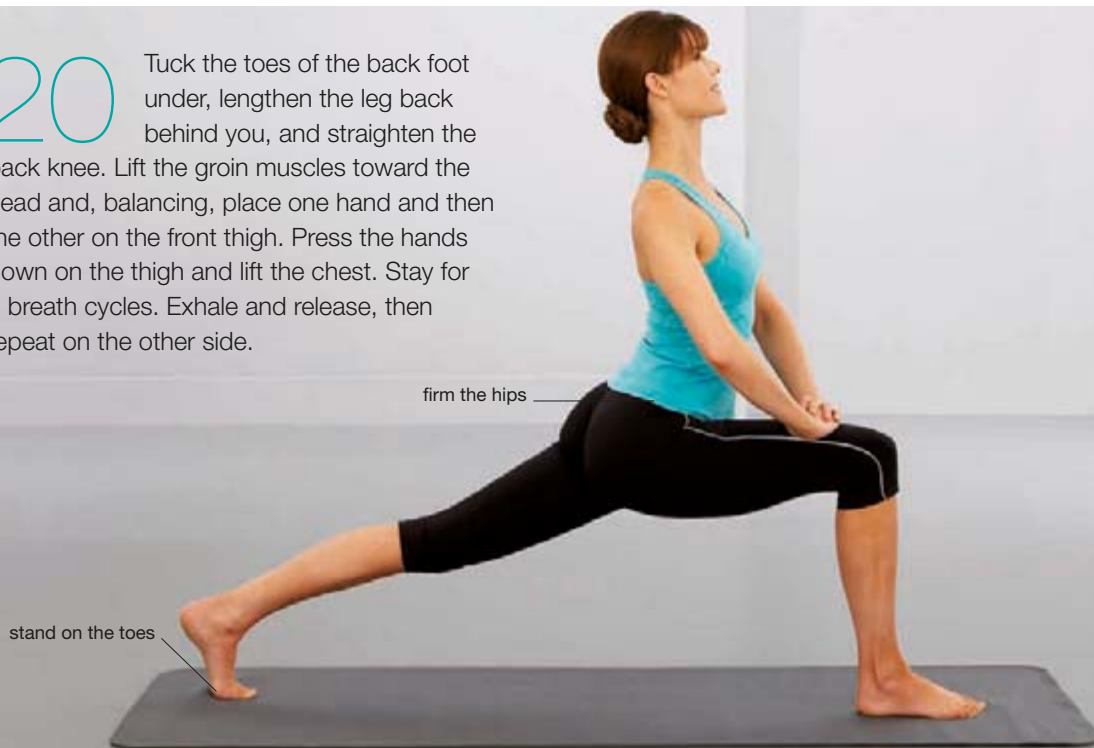 20
Tuck the toes of the back foot
under, lengthen the leg back
behind you, and straighten the
back knee. Lift the groin muscles toward the
ead and, balancing, place one hand and then
he other on the front thigh. Press the hands
own on the thigh and lift the chest. Stay for
breath cycles. Exhale and release, then
epeat on the other side.
firm the hips
stand on the toes